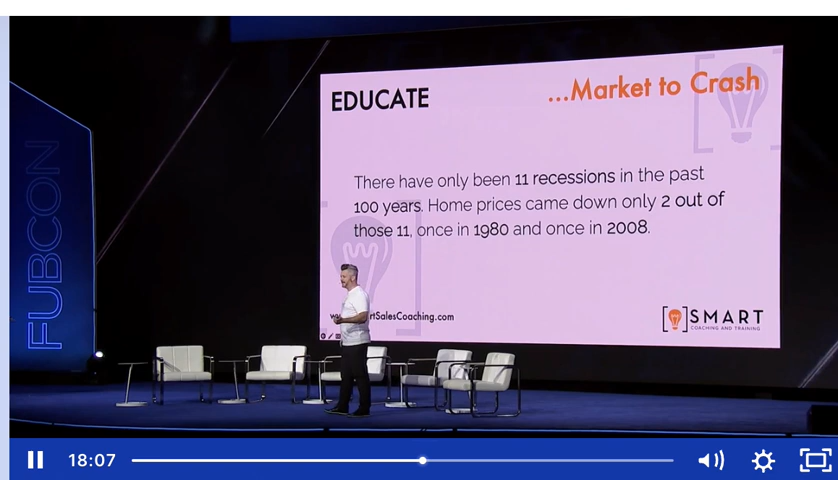 EDUCATE
...Market to Crash
There have only been 11 recessions in the past
100 years. Home prices came down only 2 out of
those 11, once in 1980 and once in 2008.
rtSalesCoaching.com
[ ]SMART
COACHING AND TRAINING
FUBCON
18:07